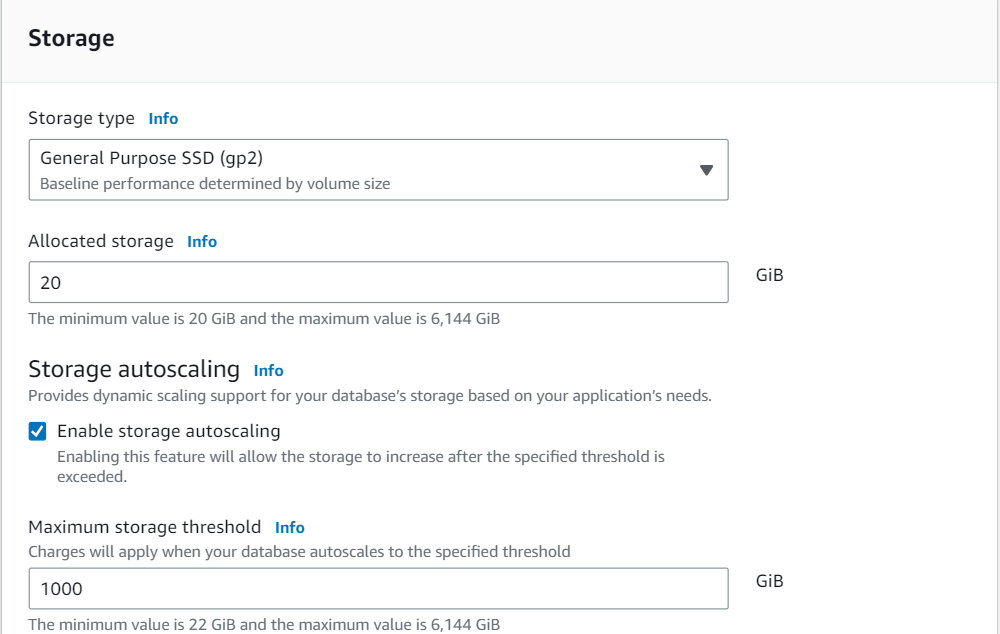 Storage
Storage type Info
General Purpose SSD (gp2)
Baseline performance determined by volume size
Allocated storage Info
20 GiB
The minimum value is 20 GiB and the maximum value is 6,144 GiB
Storage autoscaling Info
Provides dynamic scaling support for your database’s storage based on your application’s needs.
Enable storage autoscaling
Enabling this feature will allow the storage to increase after the specified threshold is
exceeded.
Maximum storage threshold Info
Charges will apply when your database autoscales to the specified threshold
1000 GiB
The minimum value is 22 GiB and the maximum value is 6,144 GiB